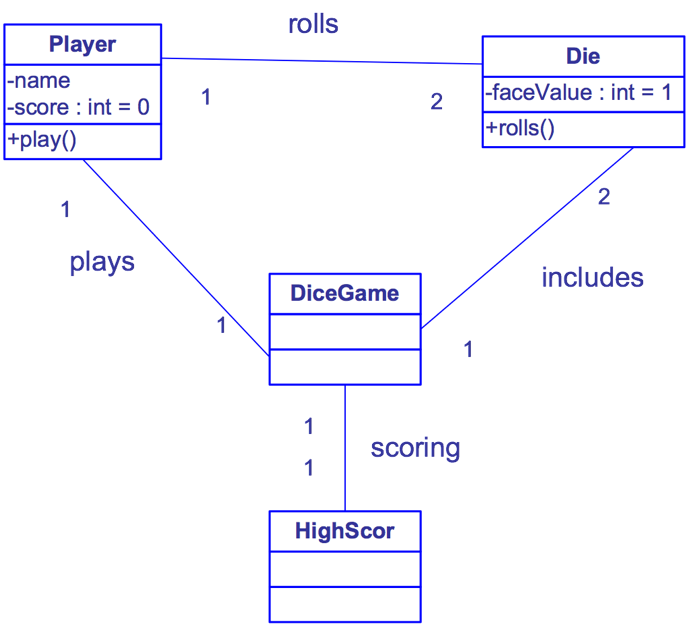 rolls
Player
-name
-score : int = 0
+play()
1
2
Die
-faceValue : int = 1
+rolls()
1
plays
1
2
includes
1
DiceGame
1
scoring
1
HighScor